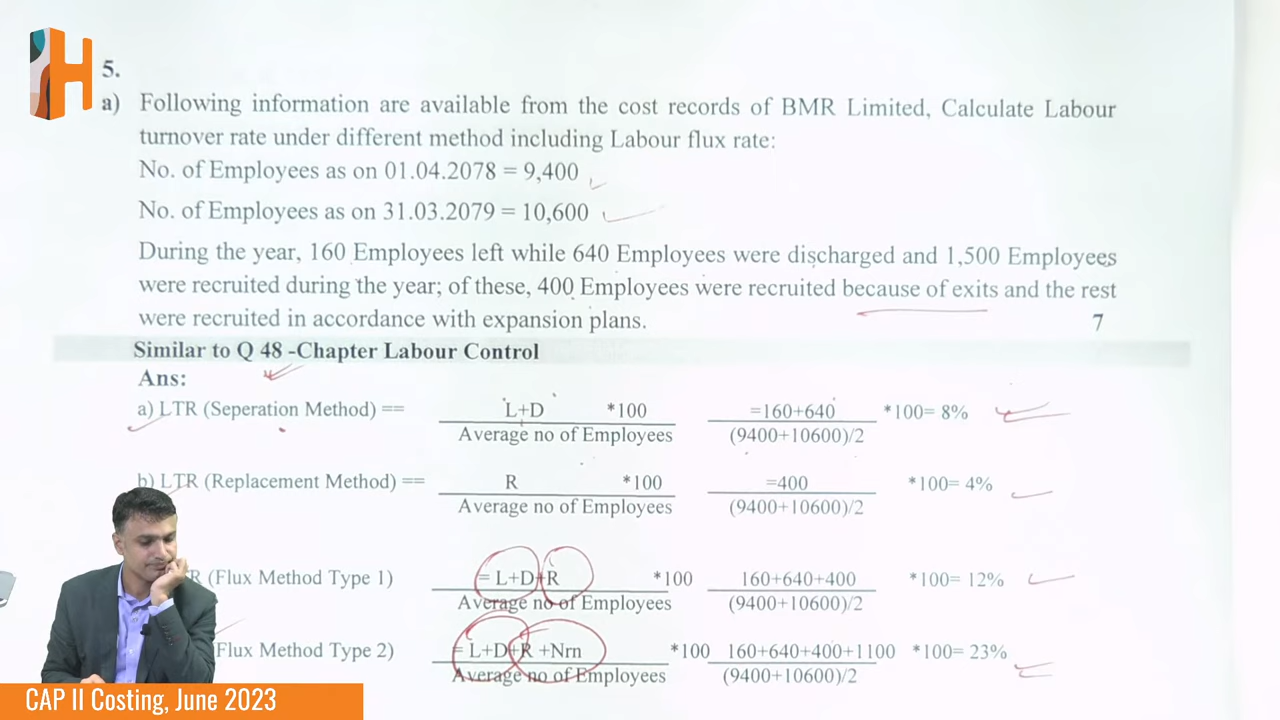 H
5.
a) Following information are available from the cost records of BMR Limited, Calculate Labour
turnover rate under different method including Labour flux rate:
No. of Employees as on 01.04.2078 = 9,400
No. of Employees as on 31.03.2079 = 10,600
During the year, 160 Employees left while 640 Employees were discharged and 1,500 Employees
were recruited during the year; of these, 400 Employees were recruited because of exits and the rest
were recruited in accordance with expansion plans. 7
Similar to Q 48 -Chapter Labour Control
Ans:
a) LTR (Seperation Method) == L+D *100 =160+640 *100= 8%
Average no of Employees (9400+10600)/2
b) LTR (Replacement Method) == R *100 =400 *100= 4%
Average no of Employees (9400+10600)/2
R (Flux Method Type 1) = L+D+R *100 160+640+400 *100= 12%
Average no of Employees (9400+10600)/2
Flux Method Type 2) = L+D+R +Nrn *100 160+640+400+1100 *100= 23%
Average no of Employees (9400+10600)/2
CAP II Costing, June 2023